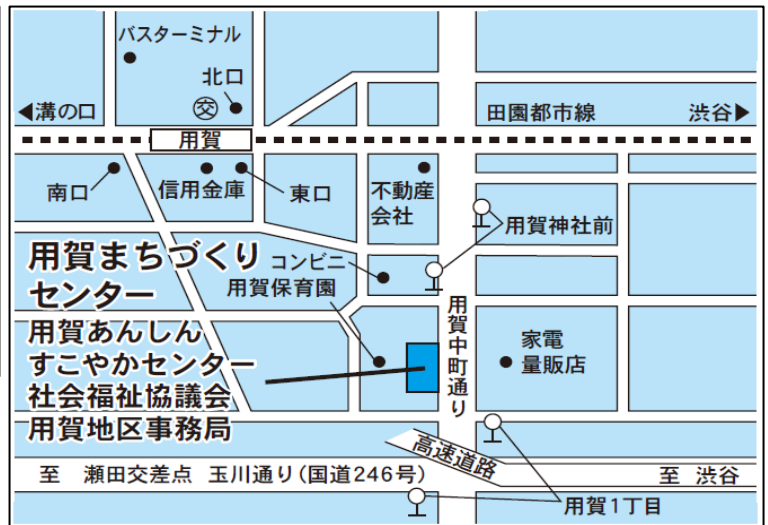 バスターミナル
北口
交
◀溝の口
田園都市線
渋谷▶
用賀
南口
信用金庫
東口
不動産
会社
用賀神社前
用賀まちづくり
センター
コンビニ
用賀保育園
用賀あんしん
すこやかセンター
社会福祉協議会
用賀地区事務局
用賀中町通り
家電
量販店
高速道路
至 瀬田交差点 玉川通り(国道246号)
至 渋谷
用賀1丁目